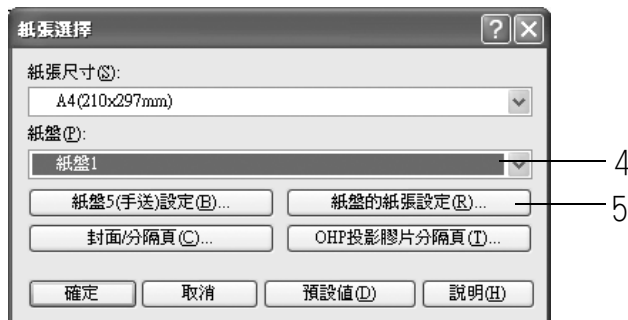 紙張選擇
紙張尺寸(S):
A4(210x297mm)
紙盤(P):
紙盤1
4
紙盤5(手送)設定(B)... 紙盤的紙張設定(R)...
5
封面/分隔頁(C)... OHP投影膠片分隔頁(T)...
確定 取消 預設値(D) 說明(H)